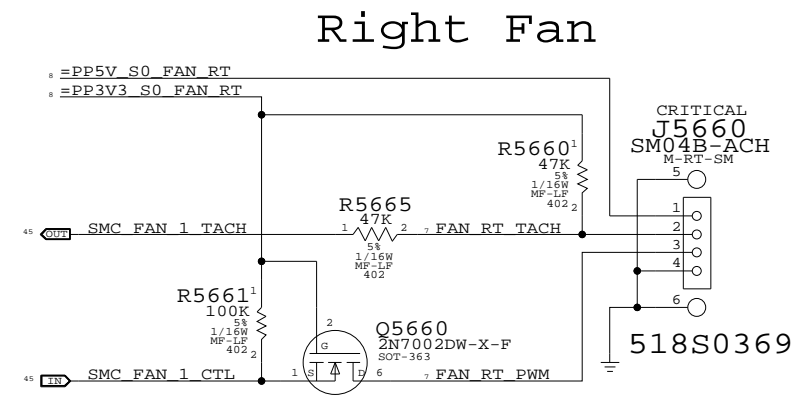 Right Fan
8 =PP5V_S0_FAN_RT
8 =PP3V3_S0_FAN_RT
CRITICAL
J5660
SM04B-ACH
M-RT-SM
R5660 1
47K
5%
1/16W
MF-LF
402 2
5
1
2
3
4
6
R5665
47K
1 2
5%
1/16W
MF-LF
402
45 OUT SMC_FAN_1_TACH
7 FAN_RT_TACH
R5661 1
100K
5%
1/16W
MF-LF
402 2
2
G
1 S D 6
Q5660
2N7002DW-X-F
SOT-363
518S0369
45 IN SMC_FAN_1_CTL
7 FAN_RT_PWM